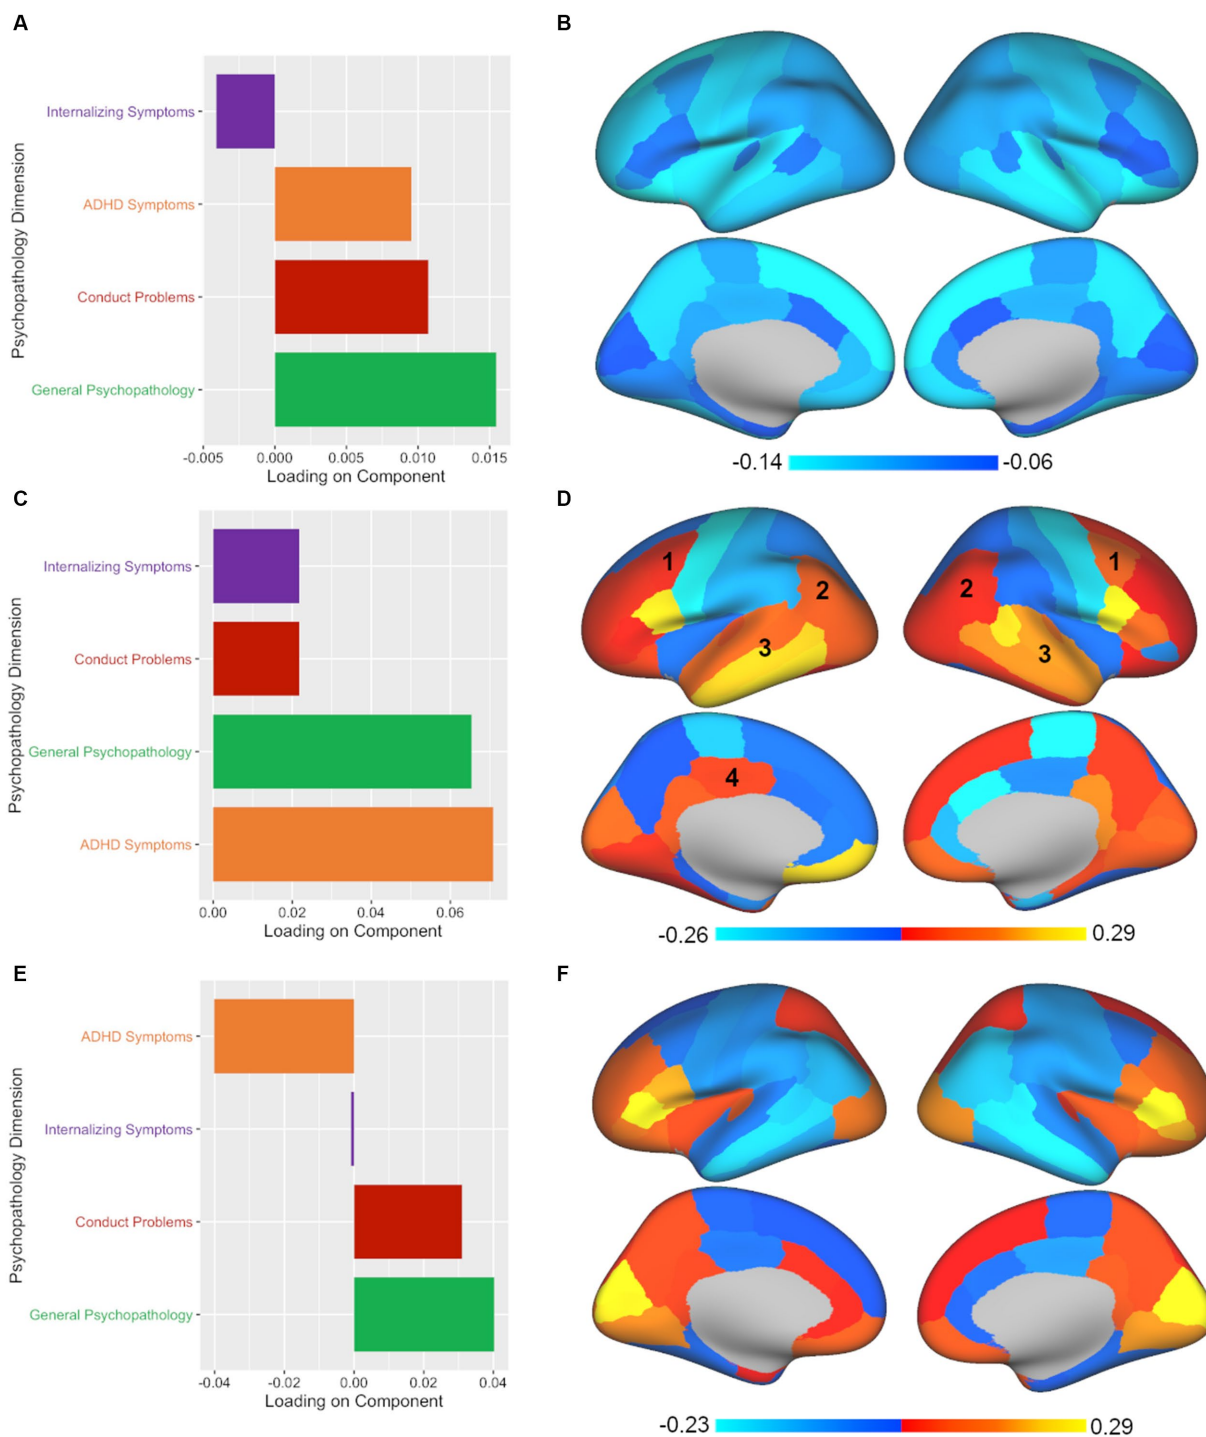 A
Psychopathology Dimension
Internalizing Symptoms
ADHD Symptoms
Conduct Problems
General Psychopathology
-0.005 0.000 0.005 0.010 0.015
Loading on Component
B
-0.14 -0.06
C
Psychopathology Dimension
Internalizing Symptoms
Conduct Problems
General Psychopathology
ADHD Symptoms
0.00 0.02 0.04 0.06
Loading on Component
D
1 1
2 2
3 3
4
-0.26 0.29
E
Psychopathology Dimension
ADHD Symptoms
Internalizing Symptoms
Conduct Problems
General Psychopathology
-0.04 -0.02 0.00 0.02 0.04
Loading on Component
F
-0.23 0.29